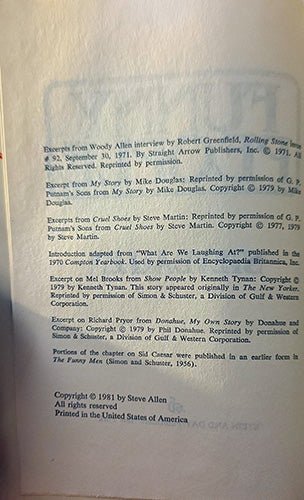 Excerpts from Woody Allen interview by Robert Greenfield, Rolling Stone issue
# 92, September 30, 1971. By Straight Arrow Publishers, Inc. © 1971. All
Rights Reserved. Reprinted by permission.
Excerpt from My Story by Mike Douglas: Reprinted by permission of G. P.
Putnam's Sons from My Story by Mike Douglas. Copyright © 1979 by Mike
Douglas.
Excerpts from Cruel Shoes by Steve Martin: Reprinted by permission of G. P.
Putnam's Sons from Cruel Shoes by Steve Martin. Copyright © 1977, 1979
by Steve Martin.
Introduction adapted from "What Are We Laughing At?" published in the
1970 Compton Yearbook. Used by permission of Encyclopaedia Britannica, Inc.
Excerpt on Mel Brooks from Show People by Kenneth Tynan: Copyright ©
1979 by Kenneth Tynan. This story appeared originally in The New Yorker.
Reprinted by permission of Simon & Schuster, a Division of Gulf & Western
Corporation.
Excerpt on Richard Pryor from Donahue, My Own Story by Donahue and
Company: Copyright © 1979 by Phil Donahue. Reprinted by permission of
Simon & Schuster, a Division of Gulf & Western Corporation.
Portions of the chapter on Sid Caesar were published in an earlier form in
The Funny Men (Simon and Schuster, 1956).
Copyright © 1981 by Steve Allen
All rights reserved
Printed in the United States of America